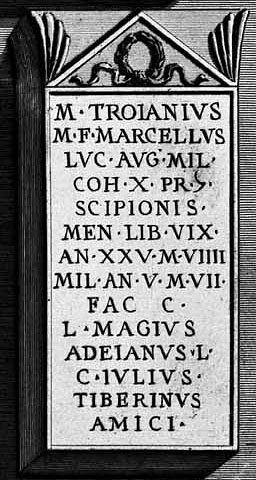 M · TROIANIVS
M · F · MARCELLVS
LVC · AVG · MIL ·
COH · X · PR · Ꞩ ·
SCIPIONIS ·
MEN · LIB · VIX ·
AN · XXV · M · VIIII
MIL · AN · V · M · VII ·
FAC C ·
L · MAGIVS
ADEIANVS · L ·
C · IVLIVS ·
TIBERINVS
AMICI ·